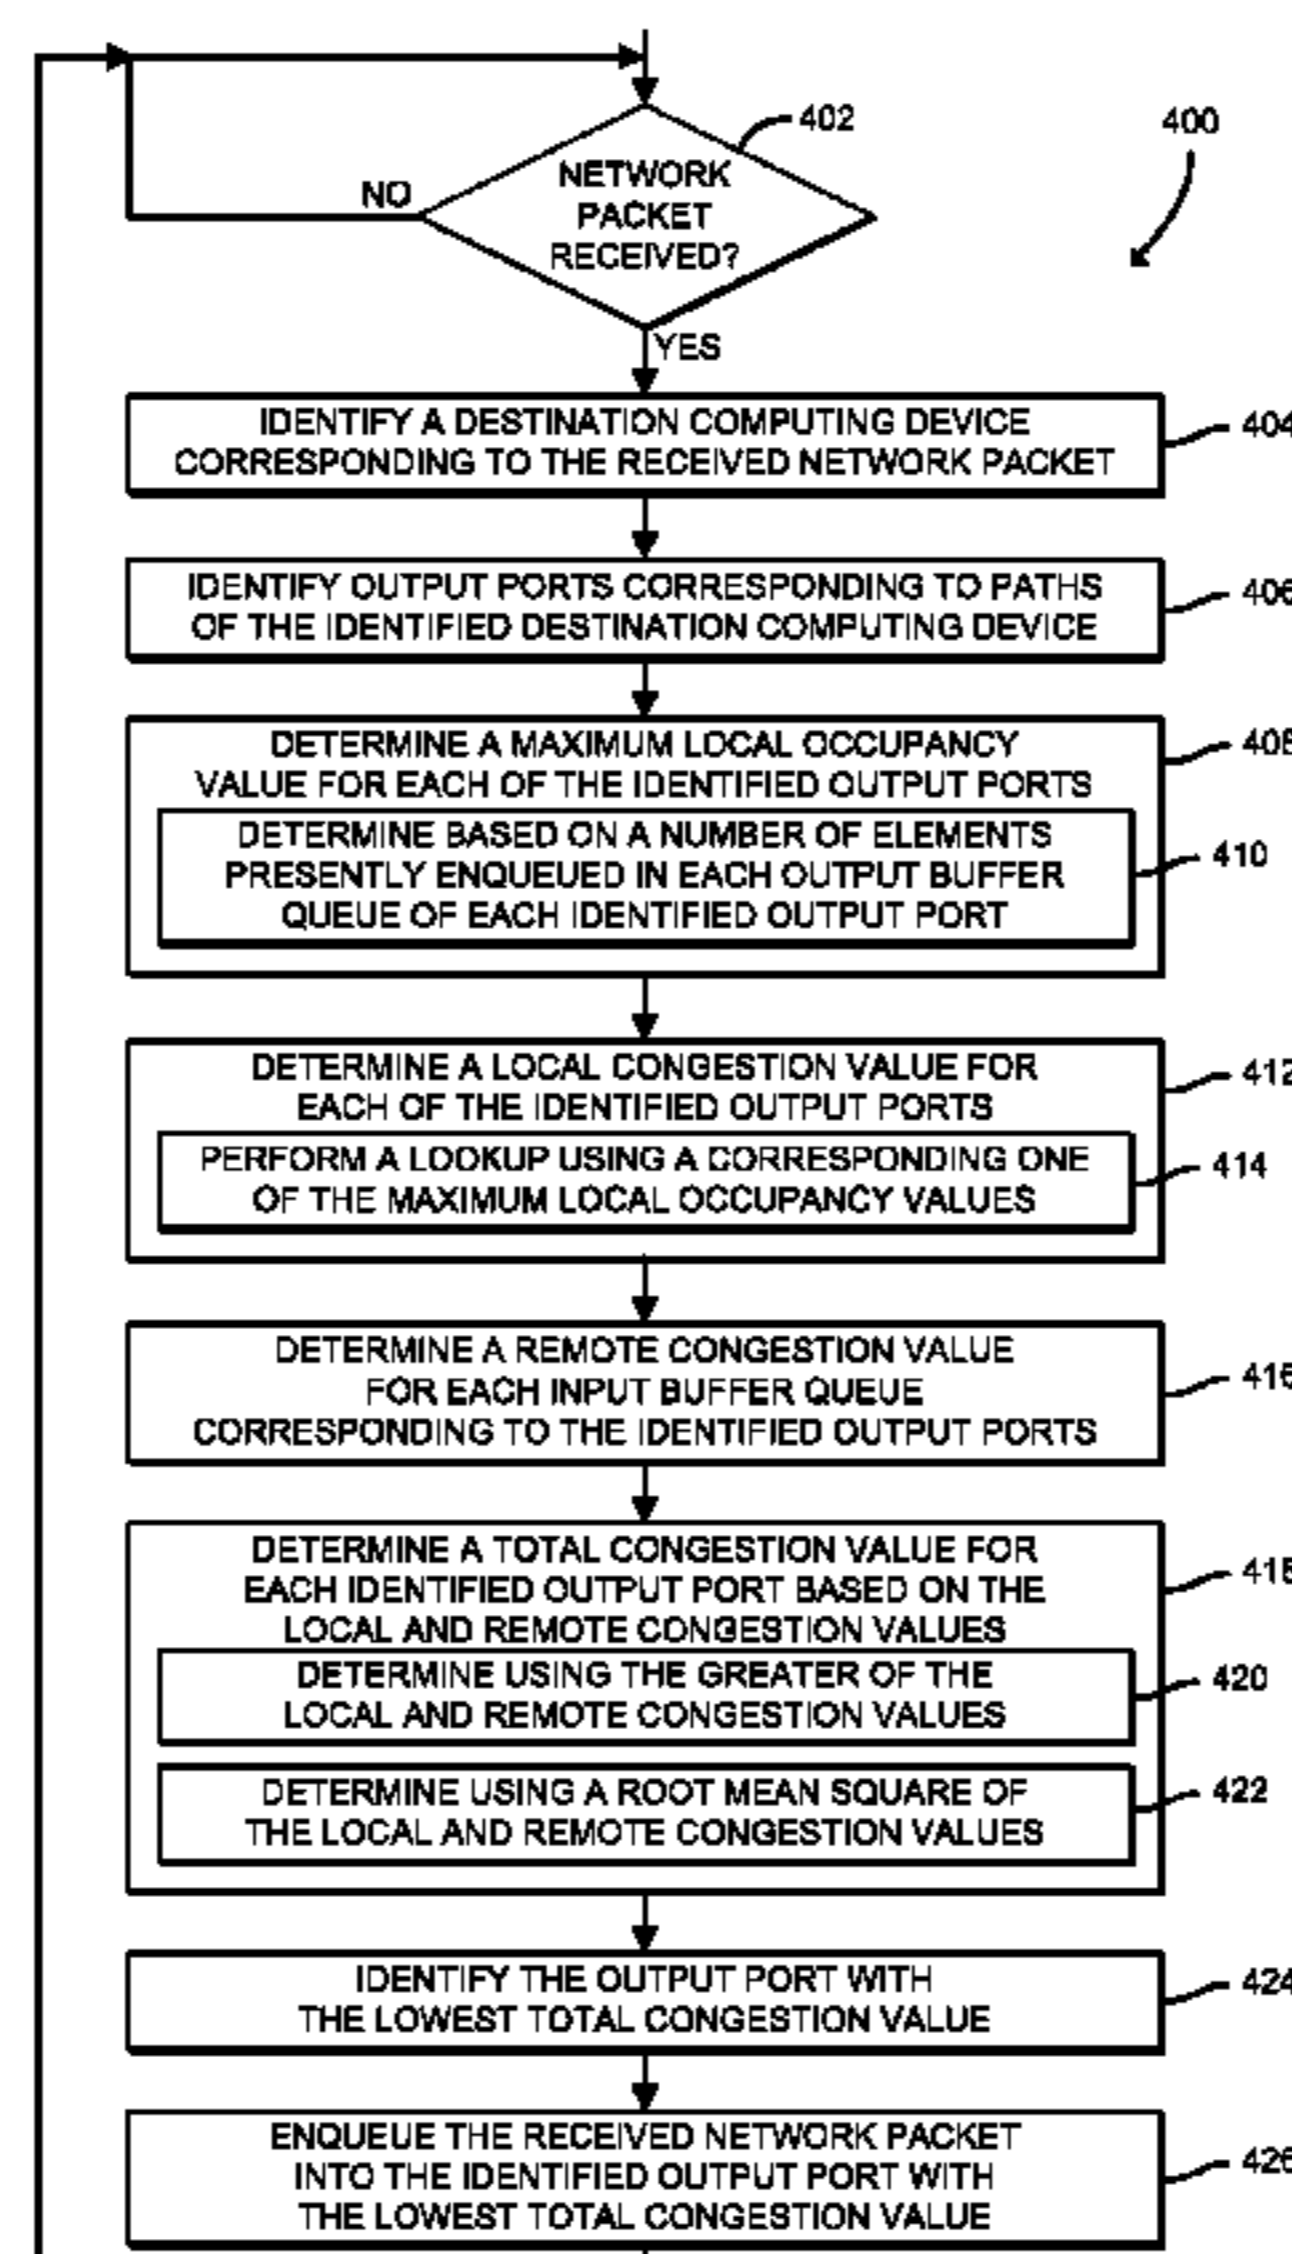 402
400
NETWORK
PACKET
RECEIVED?
NO
YES
IDENTIFY A DESTINATION COMPUTING DEVICE
CORRESPONDING TO THE RECEIVED NETWORK PACKET
404
IDENTIFY OUTPUT PORTS CORRESPONDING TO PATHS
OF THE IDENTIFIED DESTINATION COMPUTING DEVICE
406
DETERMINE A MAXIMUM LOCAL OCCUPANCY
VALUE FOR EACH OF THE IDENTIFIED OUTPUT PORTS
408
DETERMINE BASED ON A NUMBER OF ELEMENTS
PRESENTLY ENQUEUED IN EACH OUTPUT BUFFER
QUEUE OF EACH IDENTIFIED OUTPUT PORT
410
DETERMINE A LOCAL CONGESTION VALUE FOR
EACH OF THE IDENTIFIED OUTPUT PORTS
412
PERFORM A LOOKUP USING A CORRESPONDING ONE
OF THE MAXIMUM LOCAL OCCUPANCY VALUES
414
DETERMINE A REMOTE CONGESTION VALUE
FOR EACH INPUT BUFFER QUEUE
CORRESPONDING TO THE IDENTIFIED OUTPUT PORTS
416
DETERMINE A TOTAL CONGESTION VALUE FOR
EACH IDENTIFIED OUTPUT PORT BASED ON THE
LOCAL AND REMOTE CONGESTION VALUES
418
DETERMINE USING THE GREATER OF THE
LOCAL AND REMOTE CONGESTION VALUES
420
DETERMINE USING A ROOT MEAN SQUARE OF
THE LOCAL AND REMOTE CONGESTION VALUES
422
IDENTIFY THE OUTPUT PORT WITH
THE LOWEST TOTAL CONGESTION VALUE
424
ENQUEUE THE RECEIVED NETWORK PACKET
INTO THE IDENTIFIED OUTPUT PORT WITH
THE LOWEST TOTAL CONGESTION VALUE
426